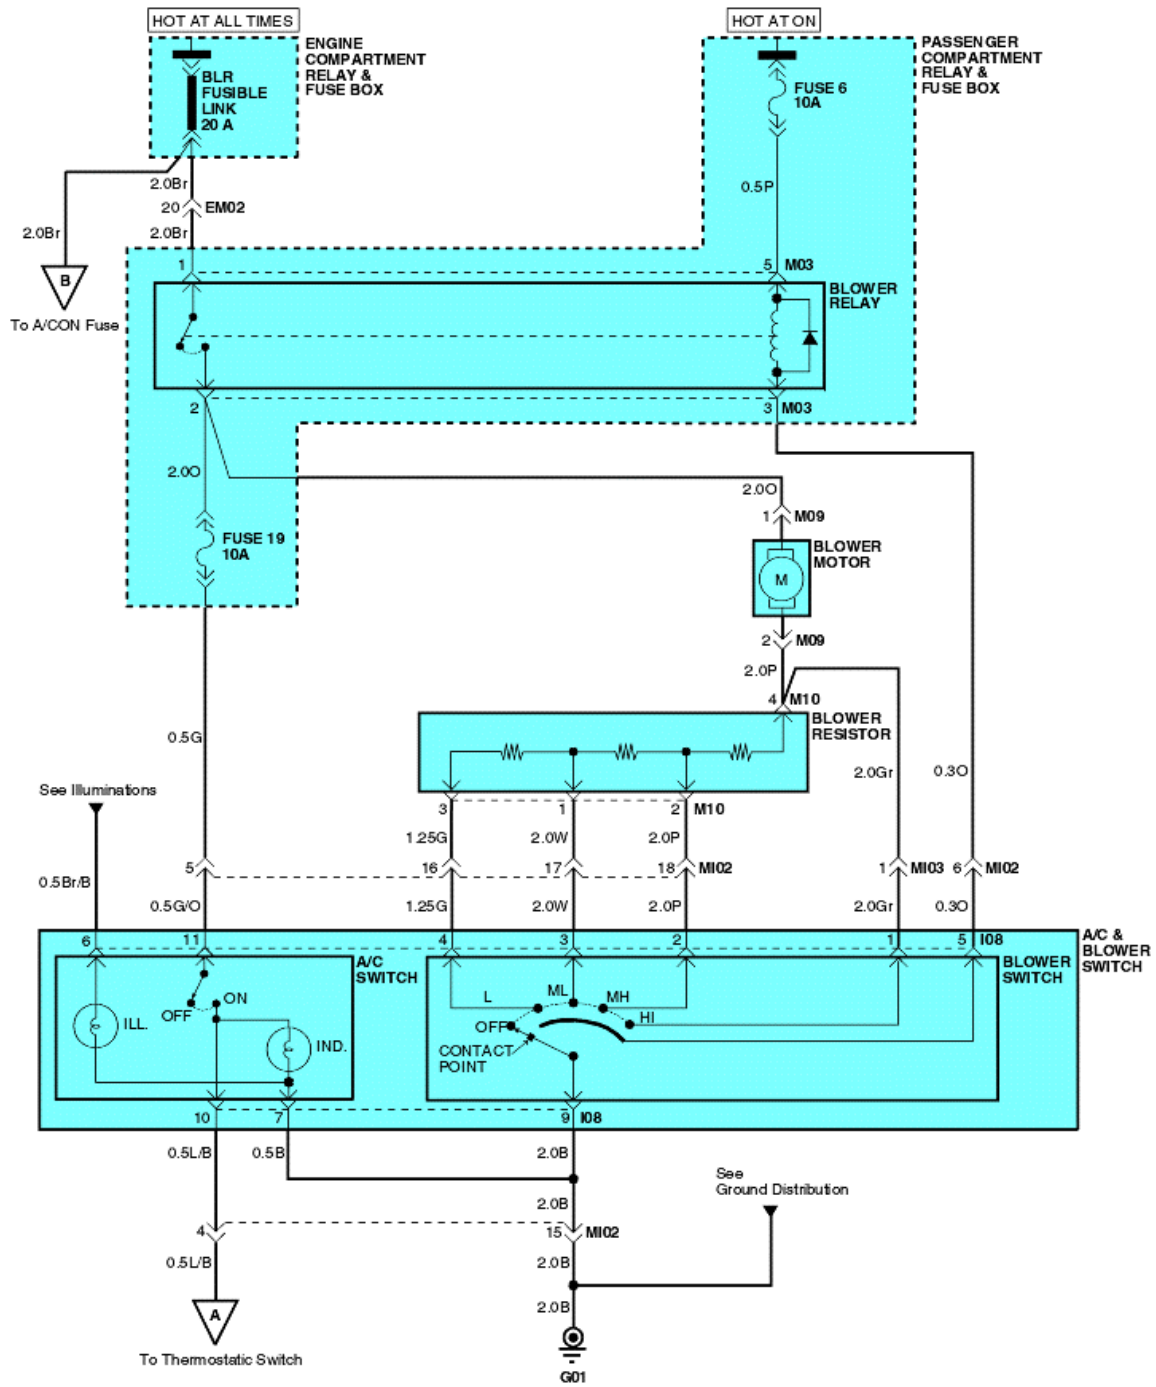 HOT AT ALL TIMES
HOT AT ON
ENGINE
COMPARTMENT
RELAY &
FUSE BOX
BLR
FUSIBLE
LINK
20 A
PASSENGER
COMPARTMENT
RELAY &
FUSE BOX
FUSE 6
10A
2.0Br
20
EM02
0.5P
2.0Br
2.0Br
B
To A/CON Fuse
1
5
M03
BLOWER
RELAY
2
3
M03
2.0O
FUSE 19
10A
2.0O
1
M09
BLOWER
MOTOR
M
2
M09
2.0P
4
M10
BLOWER
RESISTOR
0.5G
2.0Gr
0.3O
See Illuminations
3
1
2
M10
1.25G
2.0W
2.0P
5
16
17
18
MI02
1
MI03
6
MI02
0.5Br/B
0.5G/O
1.25G
2.0W
2.0P
2.0Gr
0.3O
6
11
4
3
2
1
5
I08
A/C &
BLOWER
SWITCH
A/C
SWITCH
BLOWER
SWITCH
ON
OFF
ILL.
IND.
L
ML
MH
HI
OFF
CONTACT
POINT
10
7
9
I08
0.5L/B
0.5B
2.0B
See
Ground Distribution
2.0B
4
15
MI02
0.5L/B
2.0B
2.0B
A
To Thermostatic Switch
G01